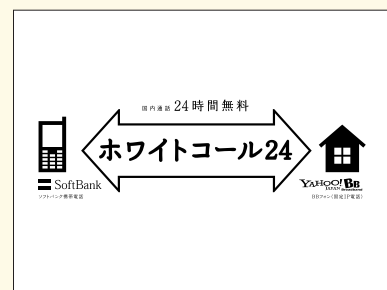 国内通話 24時間無料
ホワイトコール24
SoftBank
ソフトバンク携帯電話
YAHOO! BB
JAPAN
BBフォン(固定IP電話)